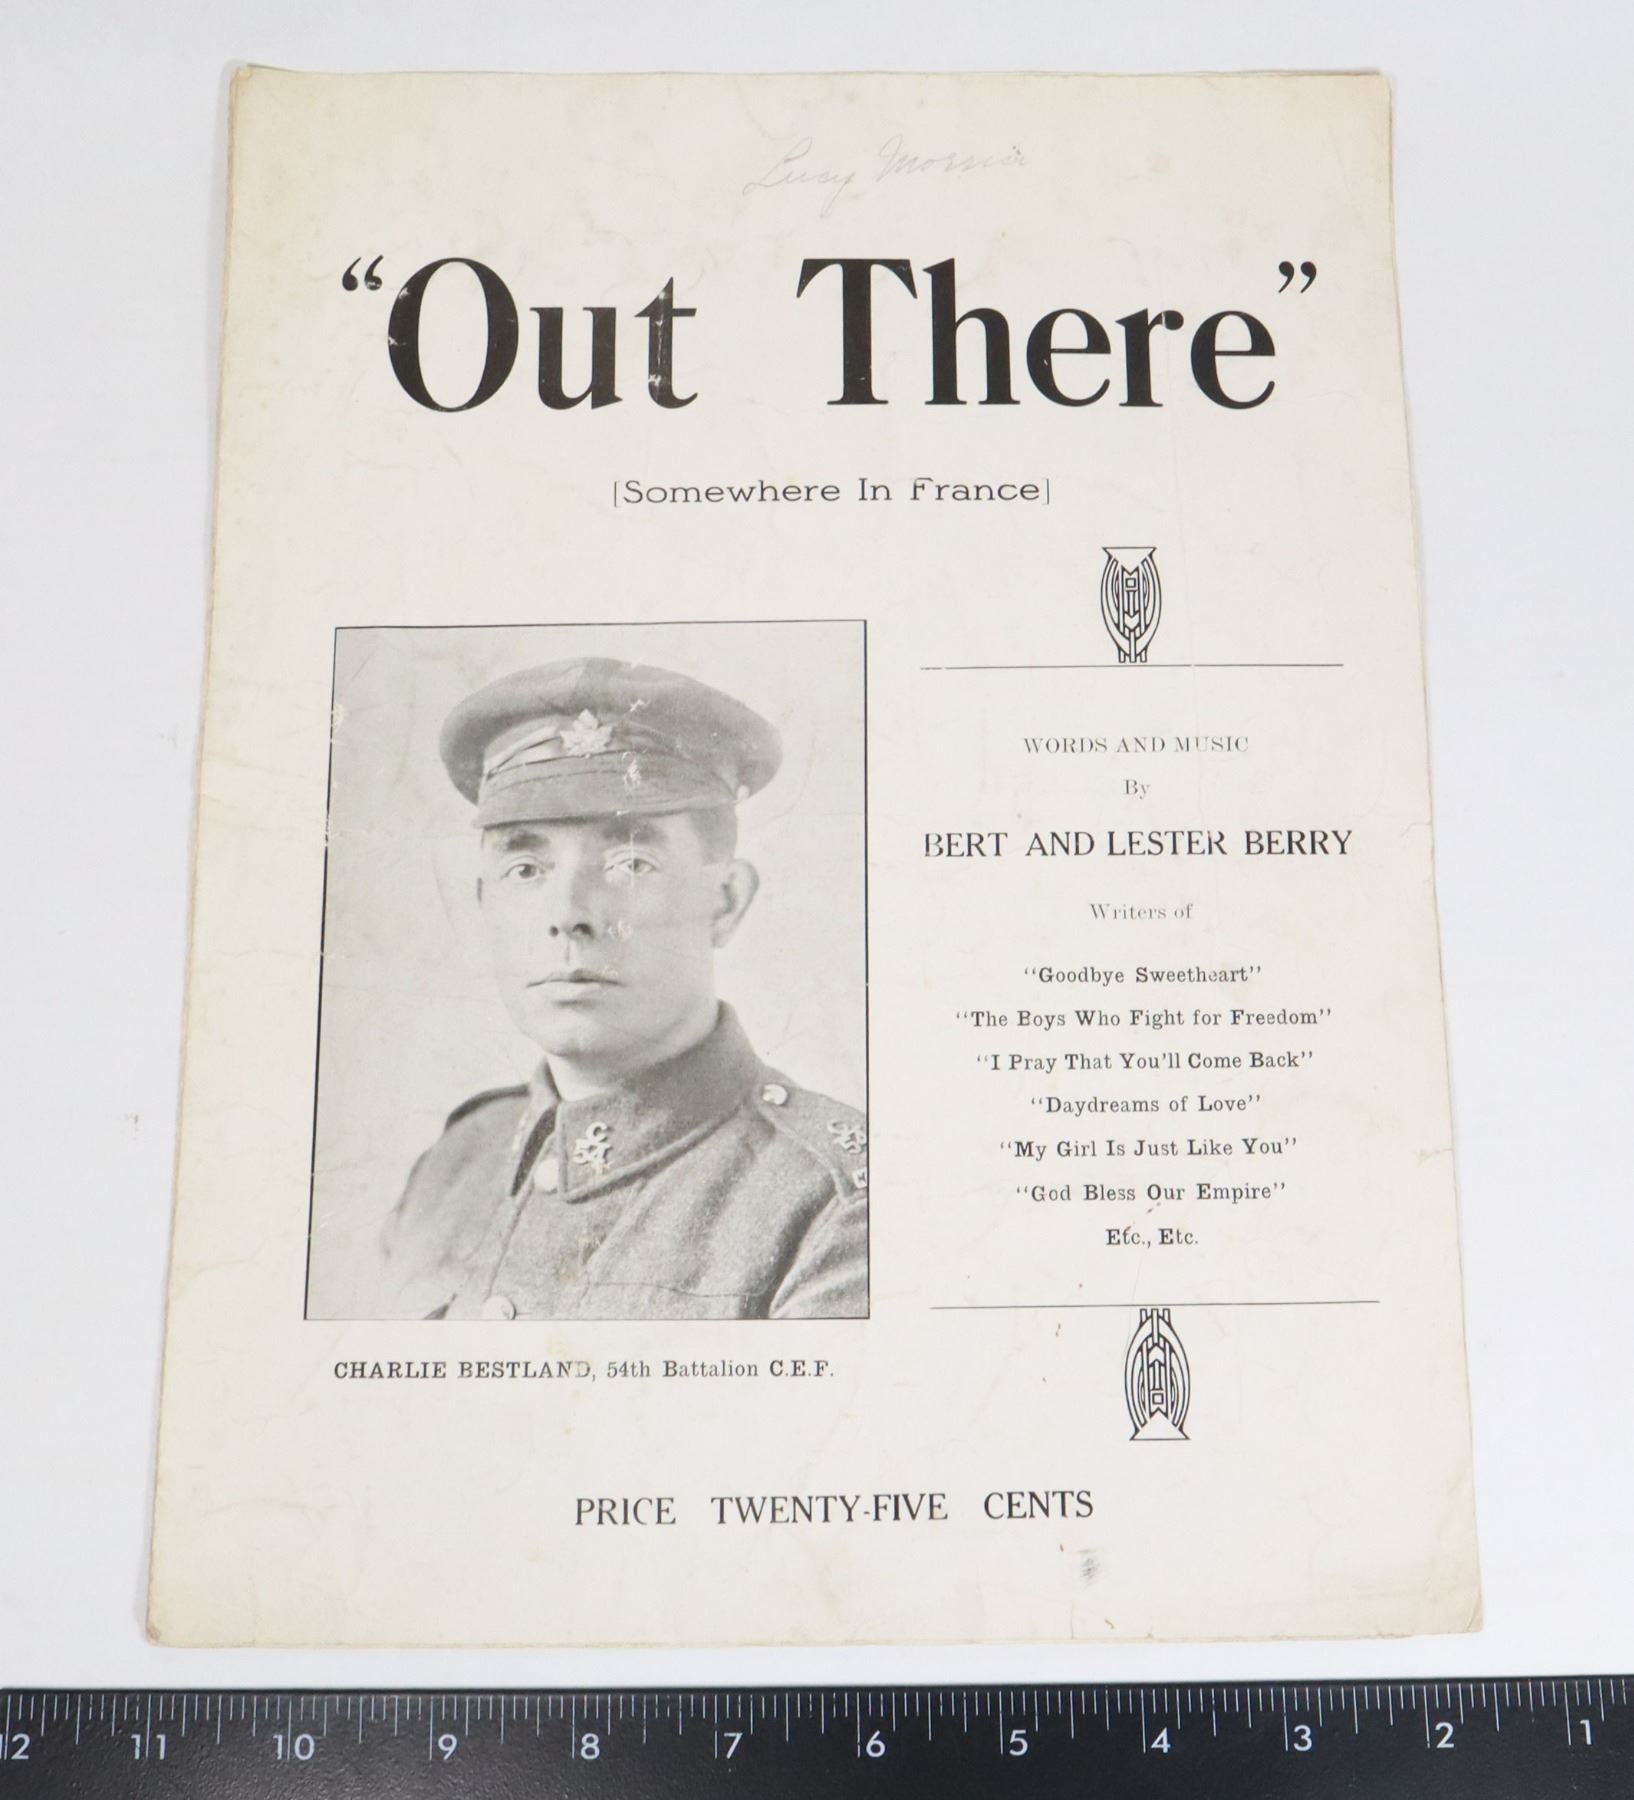 Lucy
"Out There"
[Somewhere In France]
WORDS AND MUSIC
By
BERT AND LESTER BERRY
Writers of
"Goodbye Sweetheart"
"The Boys Who Fight for Freedom"
"I Pray That You'll Come Back"
"Daydreams of Love"
"My Girl Is Just Like You"
"God Bless Our Empire"
Etc., Etc.
C
54
CHARLIE BESTLAND, 54th Battalion C.E.F.
PRICE TWENTY-FIVE CENTS
12 11 10 9 8 7 6 5 4 3 2 1